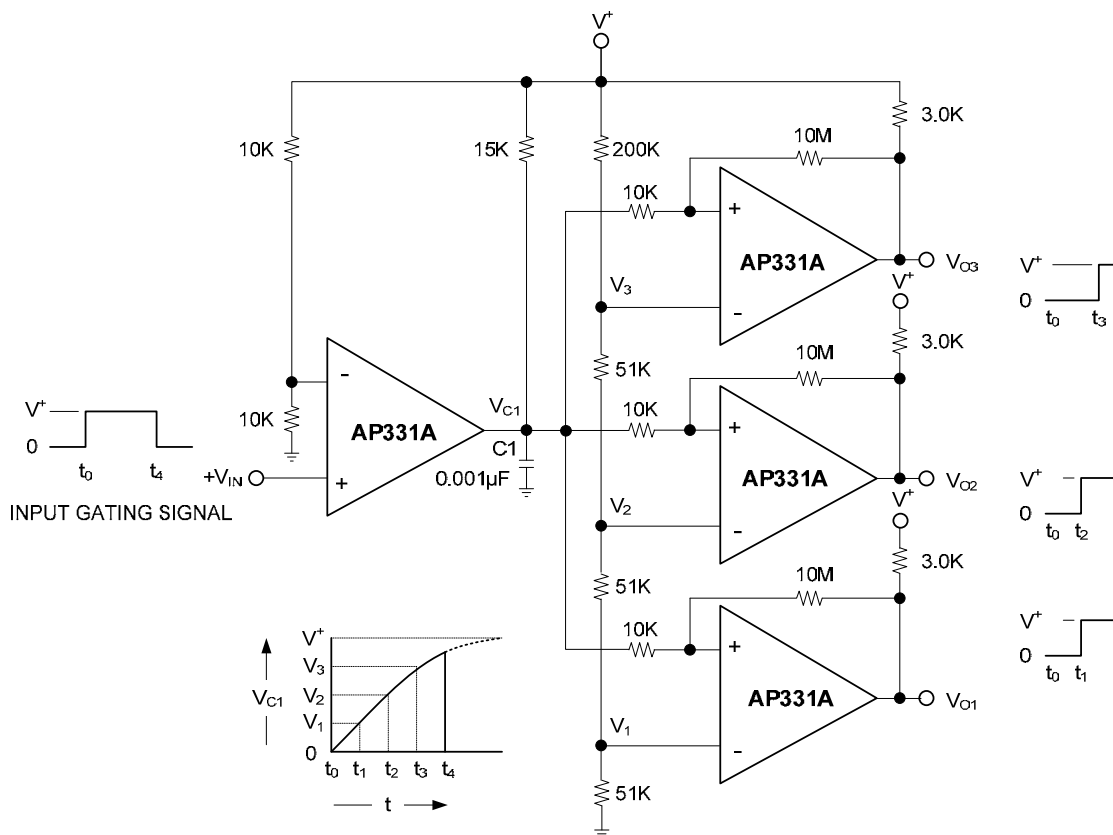 V+
10K
15K
200K
10M
3.0K
10K
+
AP331A
-
V3
VO3
V+
0
t0 t3
V+
3.0K
51K
10M
10K
-
10K
AP331A
+
VC1
C1
0.001µF
V+
0
t0 t4
+VIN
INPUT GATING SIGNAL
+
AP331A
-
V2
VO2
V+
0
t0 t2
V+
3.0K
51K
10M
10K
+
AP331A
-
V1
VO1
V+
0
t0 t1
51K
V+
V3
VC1
V2
V1
0
t0 t1 t2 t3 t4
t